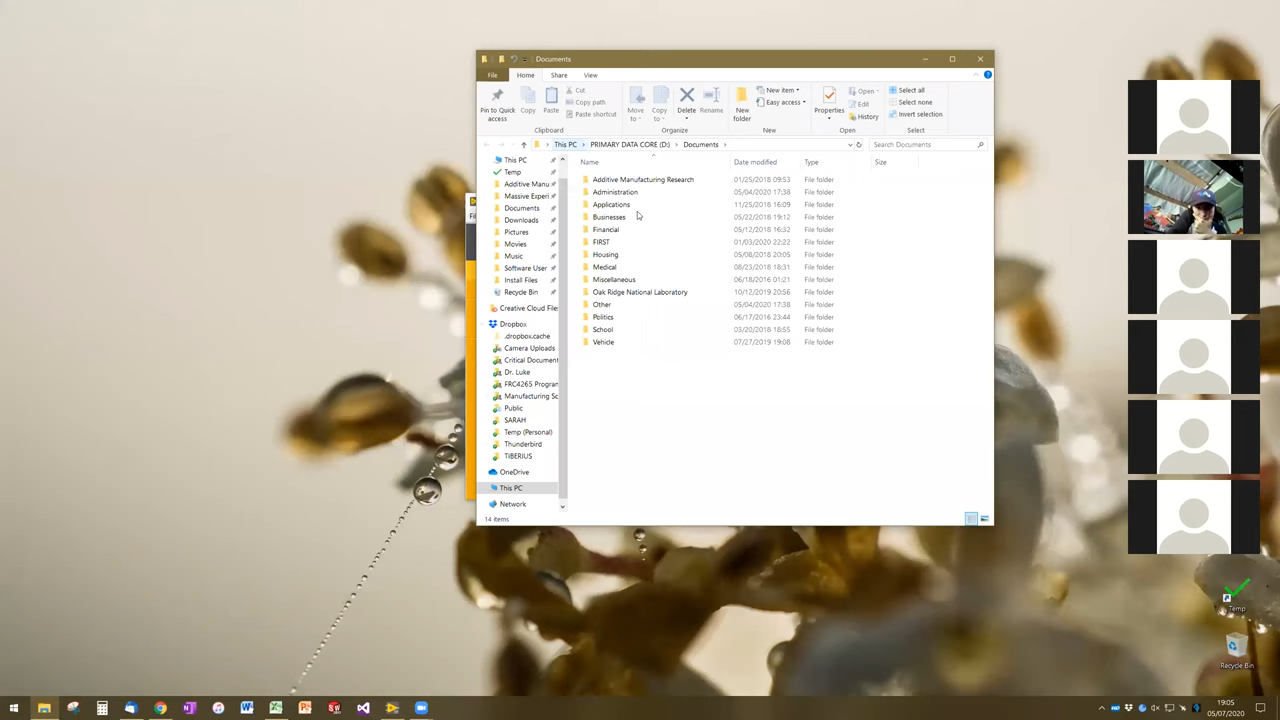 Documents
File
Home
Share
View
Pin to Quick access
Copy
Paste
Cut
Copy path
Paste shortcut
Clipboard
Move to
Copy to
Delete
Rename
Organize
New folder
New item
Easy access
New
Properties
Open
Edit
History
Open
Select all
Select none
Invert selection
Select
This PC > PRIMARY DATA CORE (D:) > Documents >
Search Documents
Name
Date modified
Type
Size
Additive Manufacturing Research 01/25/2018 09:53 File folder
Administration 05/04/2020 17:38 File folder
Applications 11/25/2018 16:09 File folder
Businesses 05/22/2018 19:12 File folder
Financial 05/12/2018 16:32 File folder
FIRST 01/03/2020 22:22 File folder
Housing 05/08/2018 20:05 File folder
Medical 08/23/2018 18:31 File folder
Miscellaneous 06/18/2016 01:21 File folder
Oak Ridge National Laboratory 10/12/2019 20:56 File folder
Other 05/04/2020 17:38 File folder
Politics 06/17/2016 23:44 File folder
School 03/20/2018 18:55 File folder
Vehicle 07/27/2019 19:08 File folder
This PC
Temp
Additive Manu
Massive Experi
Documents
Downloads
Pictures
Movies
Music
Software User
Install Files
Recycle Bin
Creative Cloud File
Dropbox
.dropbox.cache
Camera Uploads
Critical Document
Dr. Luke
FRC4265 Program
Manufacturing Sc
Public
SARAH
Temp (Personal)
Thunderbird
TIBERIUS
OneDrive
This PC
Network
14 items
Temp
Recycle Bin
19:05
05/07/2020